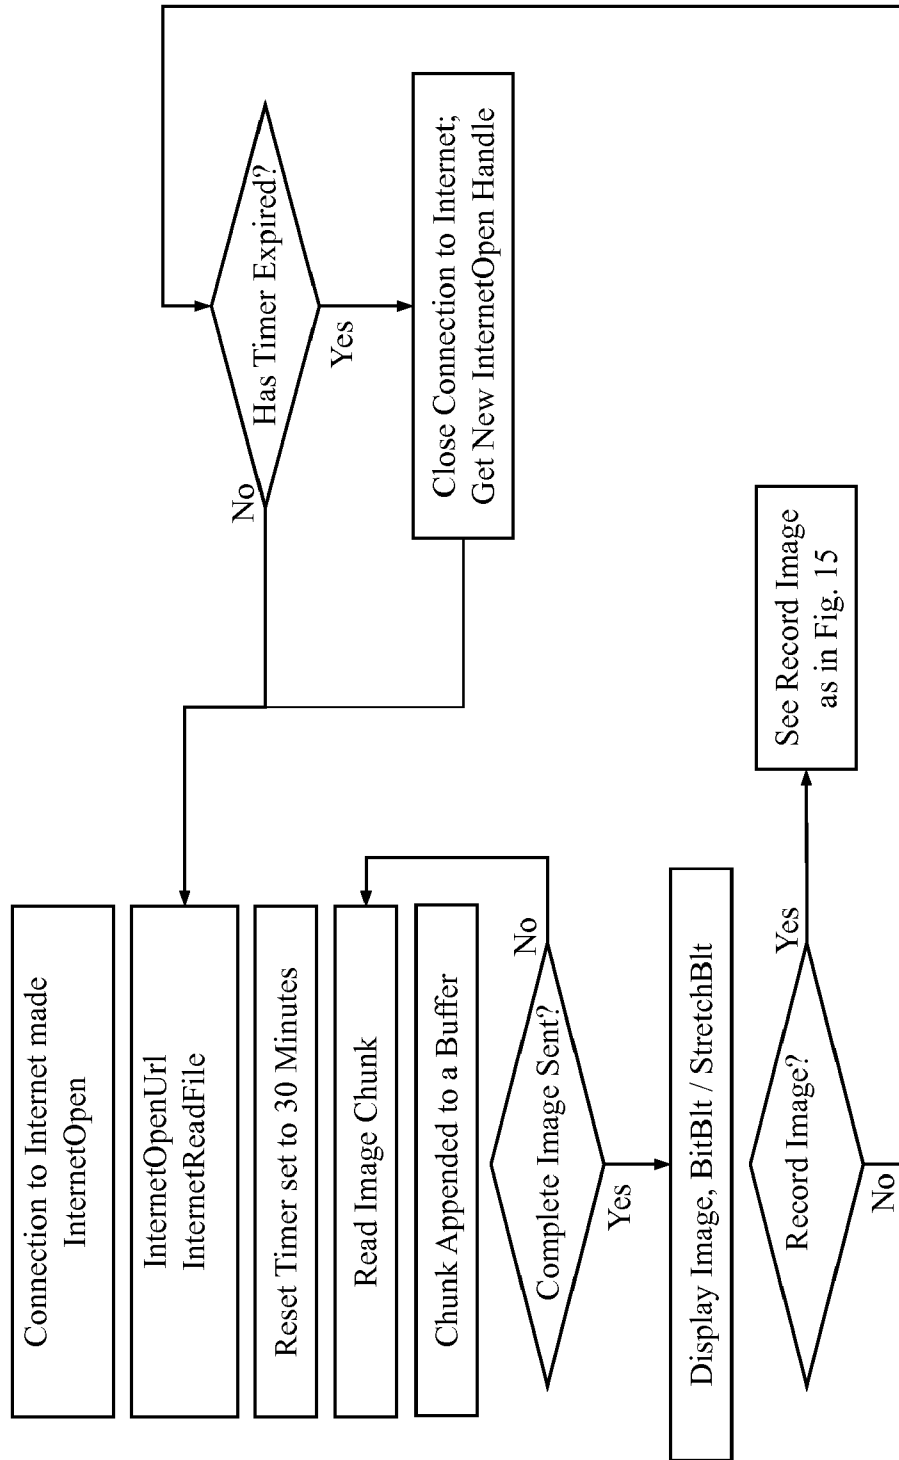 Connection to Internet made
InternetOpen
InternetOpenUrl
InternetReadFile
Reset Timer set to 30 Minutes
Read Image Chunk
Chunk Appended to a Buffer
Complete Image Sent?
No
Yes
Display Image, BitBlt / StretchBlt
Record Image?
Yes
No
See Record Image
as in Fig. 15
Has Timer Expired?
No
Yes
Close Connection to Internet;
Get New InternetOpen Handle